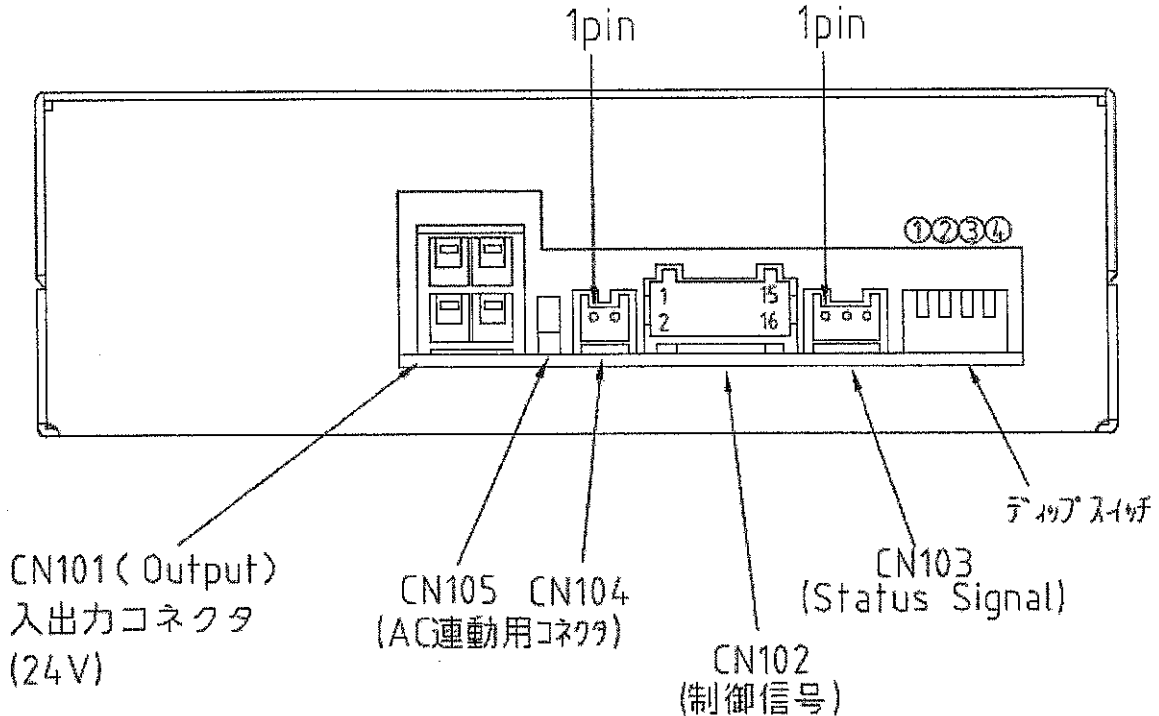 1pin
1pin
①②③④
1
15
2
16
ディップスイッチ
CN101(Output)
入出力コネクタ
(24V)
CN105
CN104
(AC連動用コネクタ)
CN103
(Status Signal)
CN102
(制御信号)